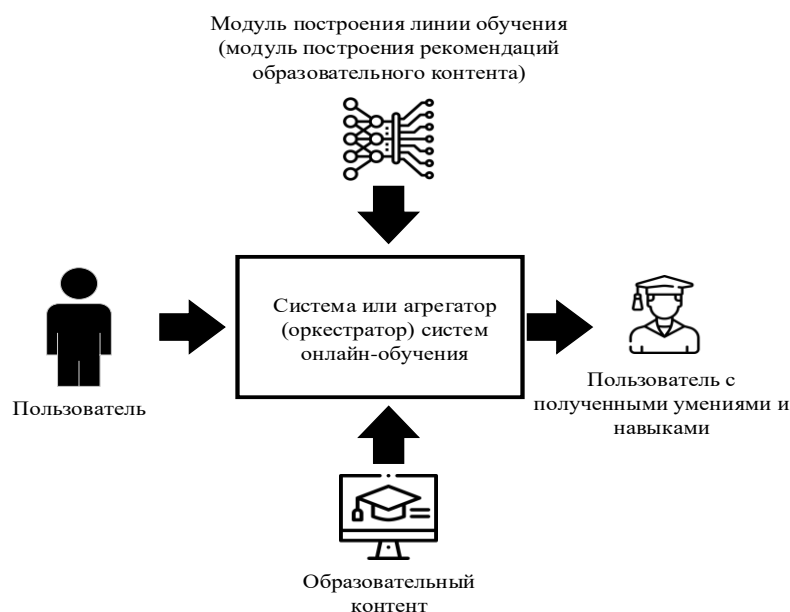 Модуль построения линии обучения
(модуль построения рекомендаций
образовательного контента)
Система или агрегатор
(оркестратор) систем
онлайн-обучения
Пользователь
Пользователь с
полученными умениями и
навыками
Образовательный
контент